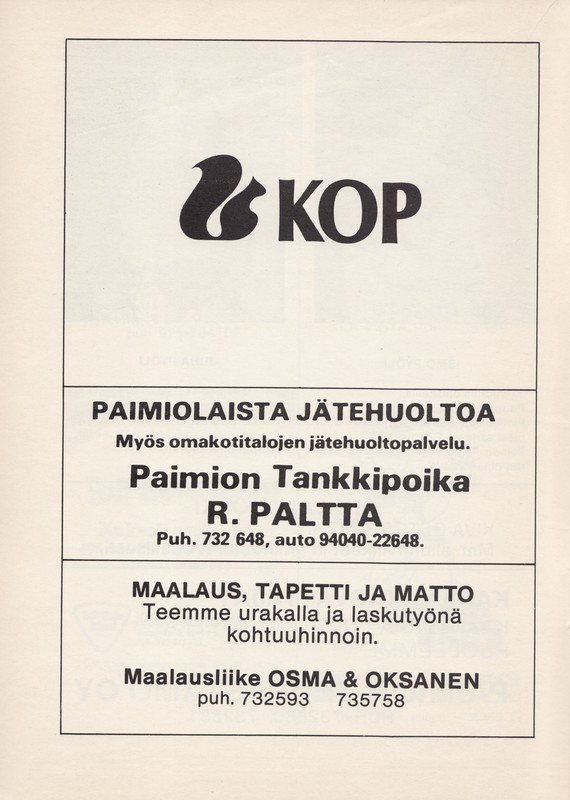 KOP
PAIMIOLAISTA JÄTEHUOLTOA
Myös omakotitalojen jätehuoltopalvelu.
Paimion Tankkipoika
R. PALTTA
Puh. 732 648, auto 94040-22648.
MAALAUS, TAPETTI JA MATTO
Teemme urakalla ja laskutyönä
kohtuuhinnoin.
Maalausliike OSMA & OKSANEN
puh. 732593 735758